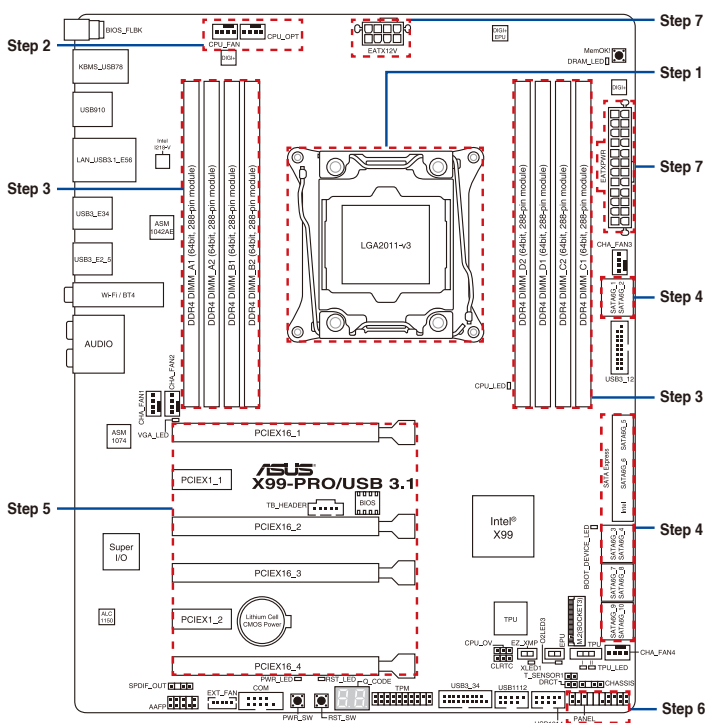 BIOS_FLBK
Step 2
CPU_FAN
CPU_OPT
DIGI+
EATX12V
DIGI+
EPU
Step 7
MemOK!
DRAM_LED
KBMS_USB78
Step 1
DIGI+
USB910
Intel
I218-V
LAN_USB3.1_E56
EATXPWR
Step 7
Step 3
DDR4 DIMM_A1 (64bit, 288-pin module)
DDR4 DIMM_A2 (64bit, 288-pin module)
DDR4 DIMM_B1 (64bit, 288-pin module)
DDR4 DIMM_B2 (64bit, 288-pin module)
LGA2011-v3
DDR4 DIMM_D2 (64bit, 288-pin module)
DDR4 DIMM_D1 (64bit, 288-pin module)
DDR4 DIMM_C2 (64bit, 288-pin module)
DDR4 DIMM_C1 (64bit, 288-pin module)
USB3_E34
ASM
1042AE
CHA_FAN3
USB3_E2_5
SATA6G_1
SATA6G_2
Step 4
Wi-Fi / BT4
AUDIO
USB3_12
CHA_FAN1
CHA_FAN2
CPU_LED
Step 3
VGA_LED
ASM
1074
PCIEX16_1
SATA Express
SATA6G_5
SATA6G_6
Intel
PCIEX1_1
ASUS
X99-PRO/USB 3.1
TB_HEADER
BIOS
Step 5
PCIEX16_2
Intel®
X99
BOOT_DEVICE_LED
SATA6G_3
SATA6G_4
Step 4
Super
I/O
PCIEX16_3
SATA6G_7
SATA6G_8
ALC
1150
PCIEX1_2
Lithium Cell
CMOS Power
TPU
M.2(SOCKET3)
SATA6G_9
SATA6G_10
CPU_OV
CLRTC
EZ_XMP
XLED1
O2LED3
EPU
TPU
TPU_LED
CHA_FAN4
PCIEX16_4
T_SENSOR1
DRCT
CHASSIS
SPDIF_OUT
PWR_LED
RST_LED
Q_CODE
AAFP
EXT_FAN
COM
PWR_SW
RST_SW
TPM
USB3_34
USB1112
PANEL
Step 6